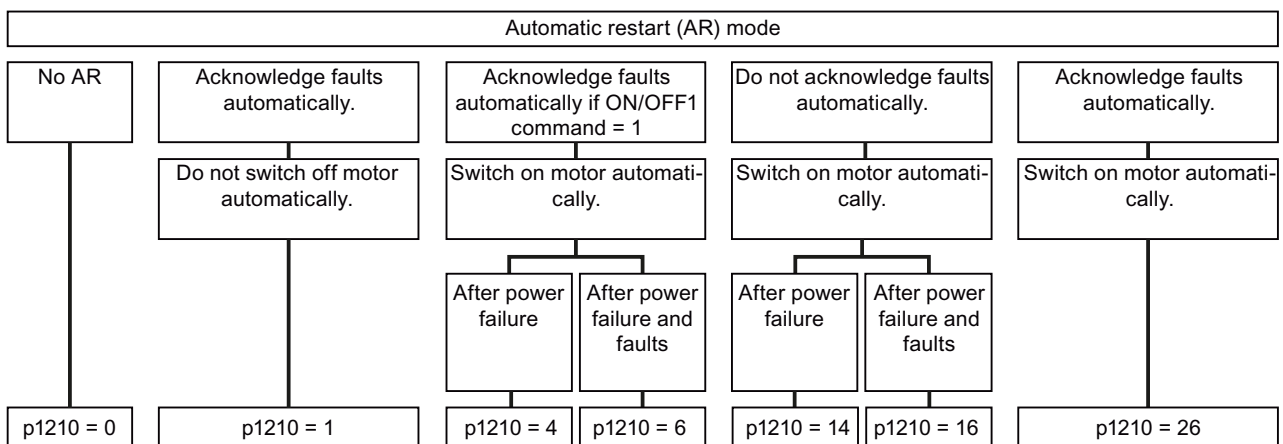 Automatic restart (AR) mode
No AR
Acknowledge faults
automatically.
Acknowledge faults
automatically if ON/OFF1
command = 1
Do not acknowledge faults
automatically.
Acknowledge faults
automatically.
Do not switch off motor
automatically.
Switch on motor automati-
cally.
Switch on motor automati-
cally.
Switch on motor automati-
cally.
After power
failure
After power
failure and
faults
After power
failure
After power
failure and
faults
p1210 = 0
p1210 = 1
p1210 = 4
p1210 = 6
p1210 = 14
p1210 = 16
p1210 = 26